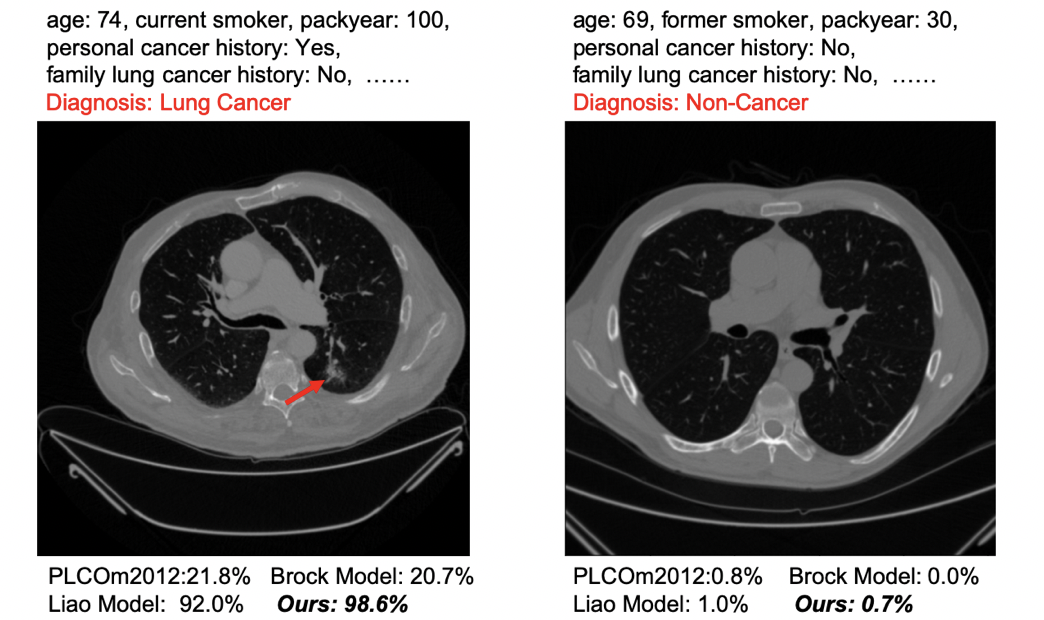 age: 74, current smoker, packyear: 100,
personal cancer history: Yes,
family lung cancer history: No, ……
Diagnosis: Lung Cancer
PLCOm2012:21.8% Brock Model: 20.7%
Liao Model: 92.0% Ours: 98.6%
age: 69, former smoker, packyear: 30,
personal cancer history: No,
family lung cancer history: No, ……
Diagnosis: Non-Cancer
PLCOm2012:0.8% Brock Model: 0.0%
Liao Model: 1.0% Ours: 0.7%